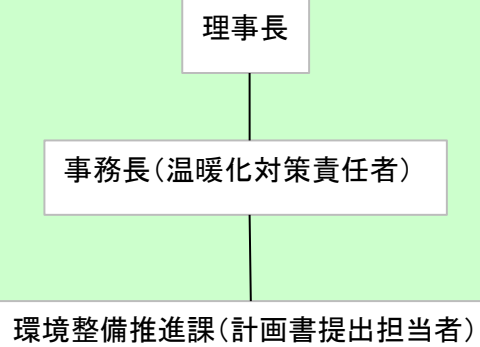 理事長
事務長（温暖化対策責任者）
環境整備推進課（計画書提出担当者）